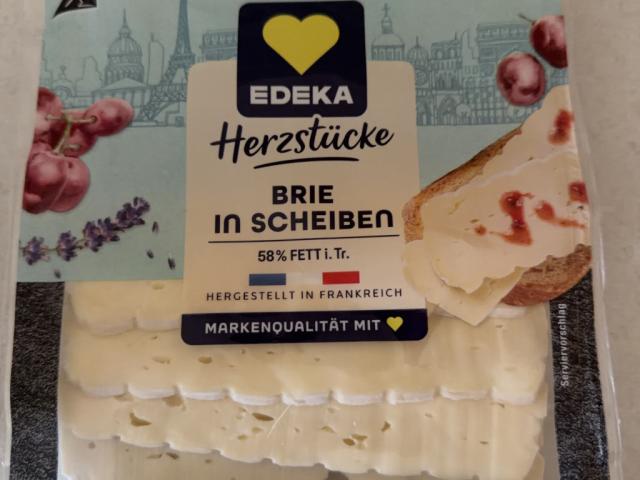 EDEKA
Herzstücke
BRIE
IN SCHEIBEN
58% FETT i. Tr.
HERGESTELLT IN FRANKREICH
MARKENQUALITÄT MIT
Serviervorschlag